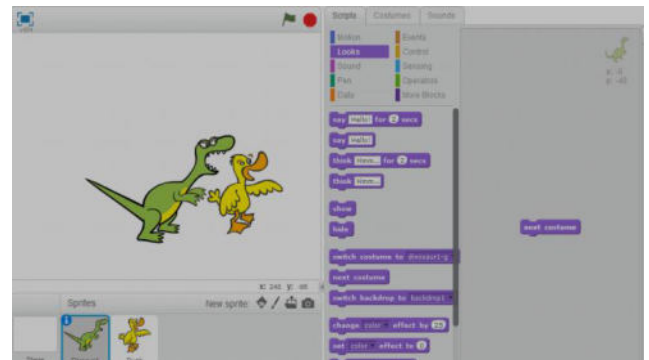 Scripts Costumes Sounds
Motion Events
Looks Control
Sound Sensing
Pen Operators
Data More Blocks
say Hello! for 2 secs
say Hello!
think Hmm... for 2 secs
think Hmm...
show
hide
switch costume to
next costume
switch backdrop to backdrop1
change color effect by 25
set color effect to 0
next costume
x: 241 y:
Sprites New sprite: